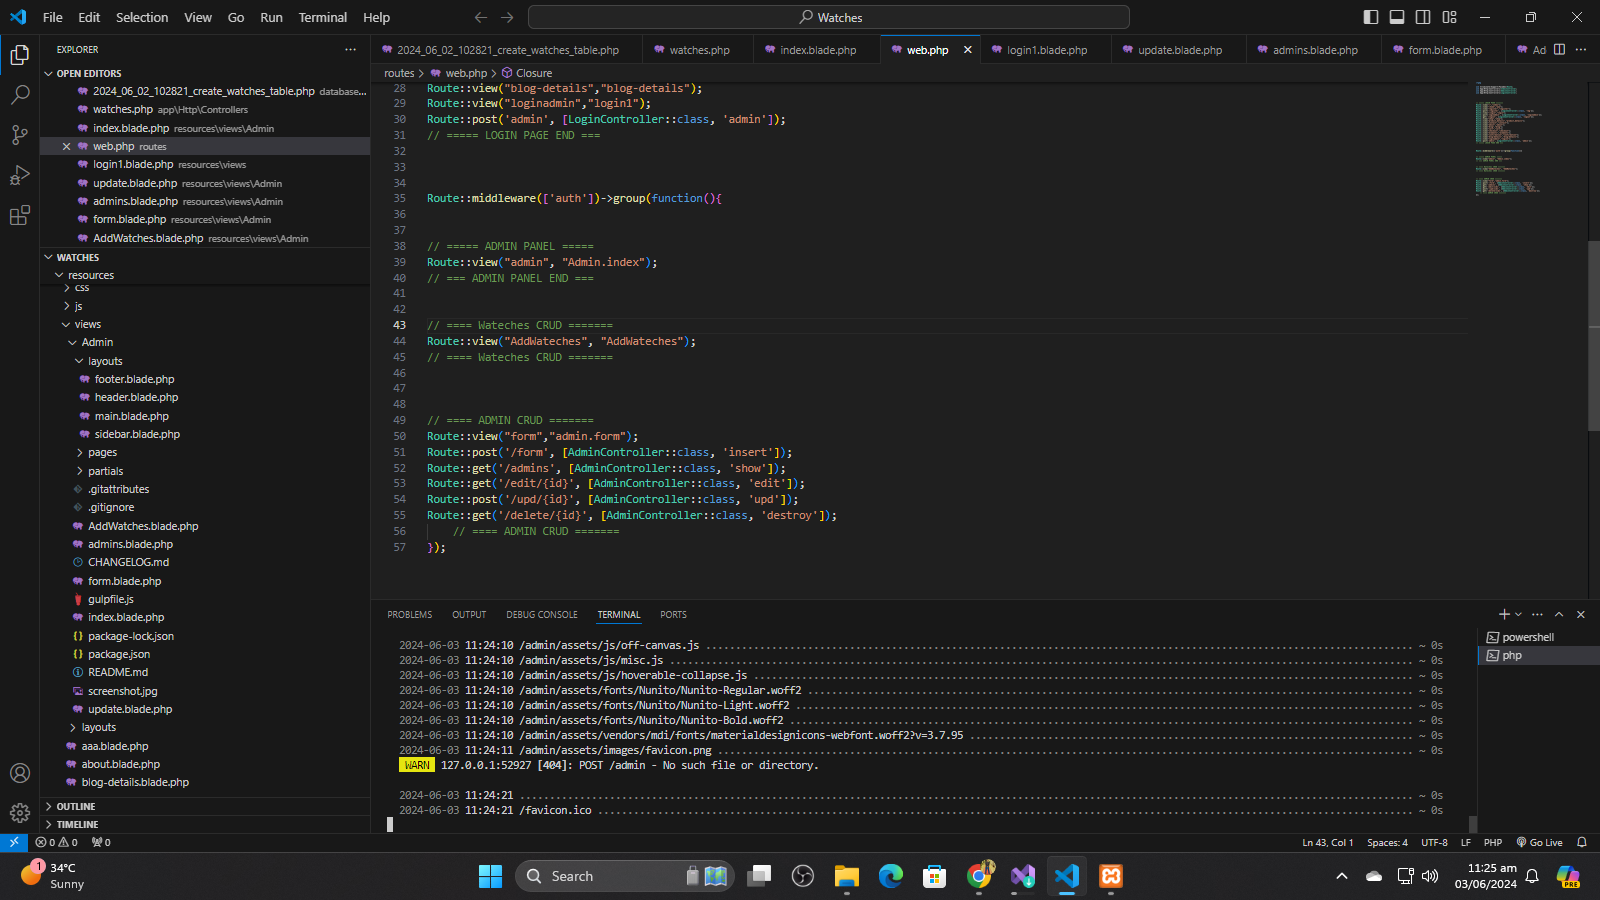 File Edit Selection View Go Run Terminal Help
Watches
EXPLORER
OPEN EDITORS
2024_06_02_102821_create_watches_table.php database...
watches.php app\Http\Controllers
index.blade.php resources\views\Admin
web.php routes
login1.blade.php resources\views
update.blade.php resources\views\Admin
admins.blade.php resources\views\Admin
form.blade.php resources\views\Admin
AddWatches.blade.php resources\views\Admin
WATCHES
resources
css
js
views
Admin
layouts
footer.blade.php
header.blade.php
main.blade.php
sidebar.blade.php
pages
partials
.gitattributes
.gitignore
AddWatches.blade.php
admins.blade.php
CHANGELOG.md
form.blade.php
gulpfile.js
index.blade.php
package-lock.json
package.json
README.md
screenshot.jpg
update.blade.php
layouts
aaa.blade.php
about.blade.php
blog-details.blade.php
OUTLINE
TIMELINE
2024_06_02_102821_create_watches_table.php watches.php index.blade.php web.php login1.blade.php update.blade.php admins.blade.php form.blade.php Ad
routes > web.php > Closure
28 Route::view("blog-details","blog-details");
29 Route::view("loginadmin","login1");
30 Route::post('admin', [LoginController::class, 'admin']);
31 // ===== LOGIN PAGE END ===
32
33
34
35 Route::middleware(['auth'])->group(function(){
36
37
38 // ===== ADMIN PANEL =====
39 Route::view("admin", "Admin.index");
40 // === ADMIN PANEL END ===
41
42
43 // ==== Wateches CRUD =======
44 Route::view("AddWateches", "AddWateches");
45 // ==== Wateches CRUD =======
46
47
48
49 // ==== ADMIN CRUD =======
50 Route::view("form","admin.form");
51 Route::post('/form', [AdminController::class, 'insert']);
52 Route::get('/admins', [AdminController::class, 'show']);
53 Route::get('/edit/{id}', [AdminController::class, 'edit']);
54 Route::post('/upd/{id}', [AdminController::class, 'upd']);
55 Route::get('/delete/{id}', [AdminController::class, 'destroy']);
56 // ==== ADMIN CRUD =======
57 });
PROBLEMS OUTPUT DEBUG CONSOLE TERMINAL PORTS
2024-06-03 11:24:10 /admin/assets/js/off-canvas.js ~ 0s
2024-06-03 11:24:10 /admin/assets/js/misc.js ~ 0s
2024-06-03 11:24:10 /admin/assets/js/hoverable-collapse.js ~ 0s
2024-06-03 11:24:10 /admin/assets/fonts/Nunito/Nunito-Regular.woff2 ~ 0s
2024-06-03 11:24:10 /admin/assets/fonts/Nunito/Nunito-Light.woff2 ~ 0s
2024-06-03 11:24:10 /admin/assets/fonts/Nunito/Nunito-Bold.woff2 ~ 0s
2024-06-03 11:24:10 /admin/assets/vendors/mdi/fonts/materialdesignicons-webfont.woff2?v=3.7.95 ~ 0s
2024-06-03 11:24:11 /admin/assets/images/favicon.png ~ 0s
WARN 127.0.0.1:52927 [404]: POST /admin - No such file or directory.
2024-06-03 11:24:21 ~ 0s
2024-06-03 11:24:21 /favicon.ico ~ 0s
powershell
php
0 0 0
Ln 43, Col 1 Spaces: 4 UTF-8 LF PHP Go Live
1
34°C
Sunny
Search
11:25 am
03/06/2024
PRE